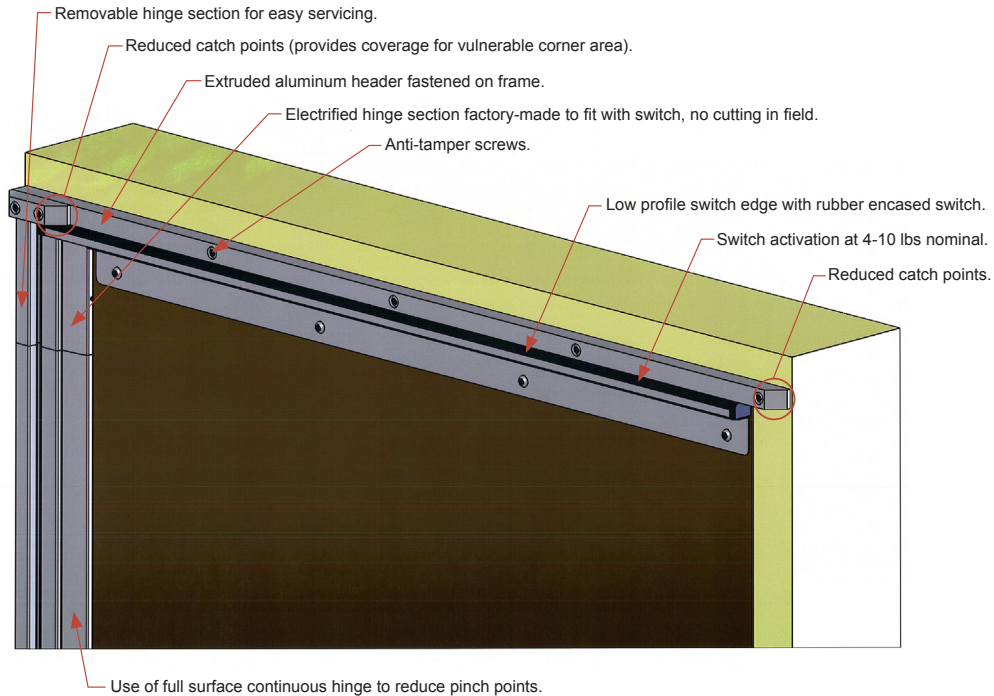 Removable hinge section for easy servicing.
Reduced catch points (provides coverage for vulnerable corner area).
Extruded aluminum header fastened on frame.
Electrified hinge section factory-made to fit with switch, no cutting in field.
Anti-tamper screws.
Low profile switch edge with rubber encased switch.
Switch activation at 4-10 lbs nominal.
Reduced catch points.
Use of full surface continuous hinge to reduce pinch points.